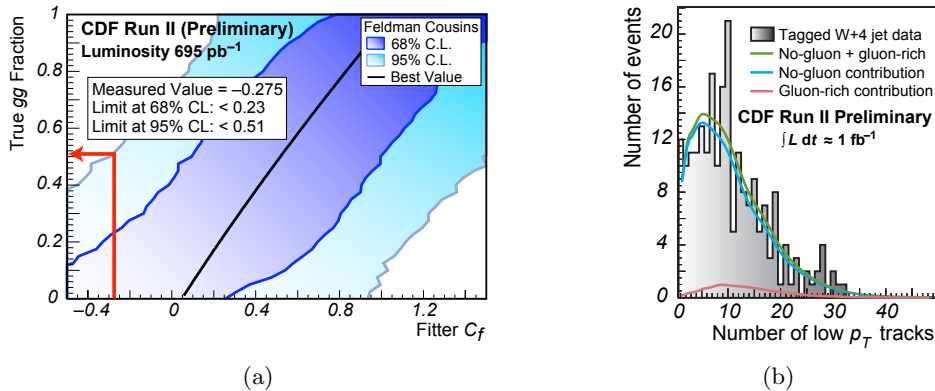 CDF Run II (Preliminary)
Luminosity 695 pb⁻¹
Feldman Cousins
68% C.L.
95% C.L.
Best Value
Measured Value = –0.275
Limit at 68% CL: < 0.23
Limit at 95% CL: < 0.51
True gg Fraction
1
0.8
0.6
0.4
0.2
0
–0.4 0 0.4 0.8 1.2
Fitter C_f
(a)
Tagged W+4 jet data
No-gluon + gluon-rich
No-gluon contribution
Gluon-rich contribution
CDF Run II Preliminary
∫L dt ≈ 1 fb⁻¹
Number of events
20
16
12
8
4
0
0 10 20 30 40
Number of low p_T tracks
(b)